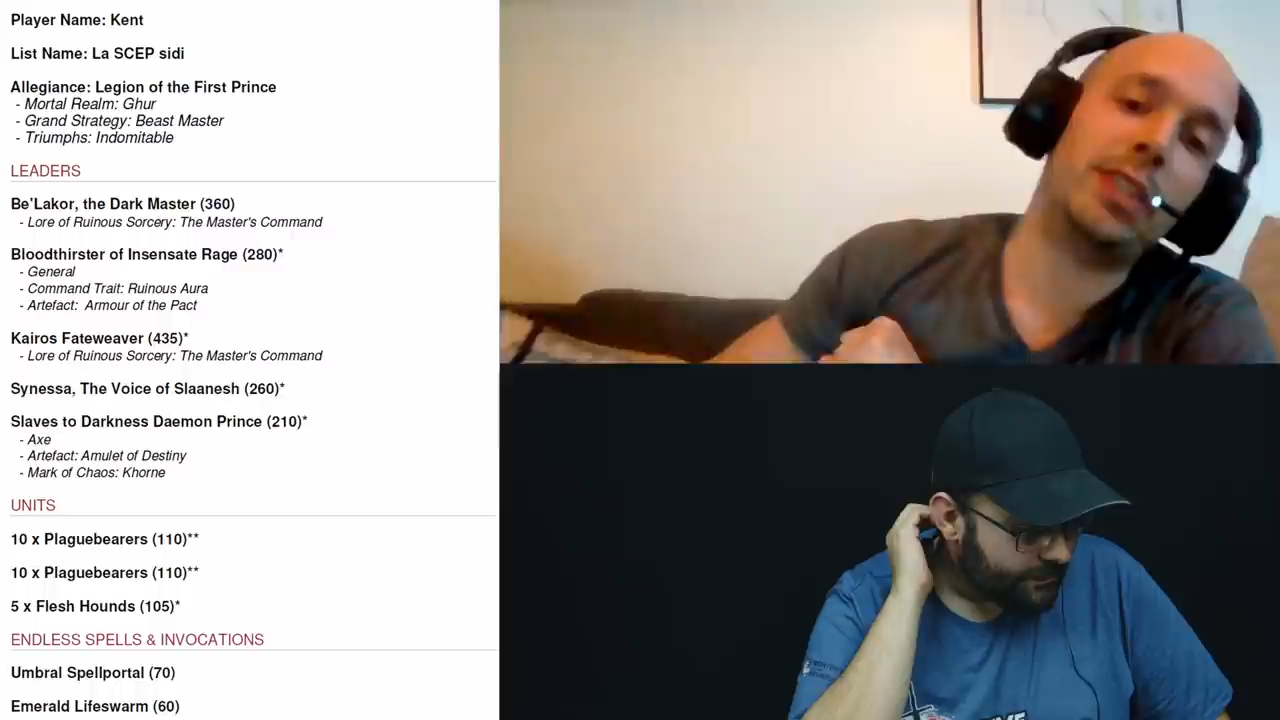 Player Name: Kent
List Name: La SCEP sidi
Allegiance: Legion of the First Prince
- Mortal Realm: Ghur
- Grand Strategy: Beast Master
- Triumphs: Indomitable
LEADERS
Be'Lakor, the Dark Master (360)
- Lore of Ruinous Sorcery: The Master's Command
Bloodthirster of Insensate Rage (280)*
- General
- Command Trait: Ruinous Aura
- Artefact: Armour of the Pact
Kairos Fateweaver (435)*
- Lore of Ruinous Sorcery: The Master's Command
Synessa, The Voice of Slaanesh (260)*
Slaves to Darkness Daemon Prince (210)*
- Axe
- Artefact: Amulet of Destiny
- Mark of Chaos: Khorne
UNITS
10 x Plaguebearers (110)**
10 x Plaguebearers (110)**
5 x Flesh Hounds (105)*
ENDLESS SPELLS & INVOCATIONS
Umbral Spellportal (70)
Emerald Lifeswarm (60)